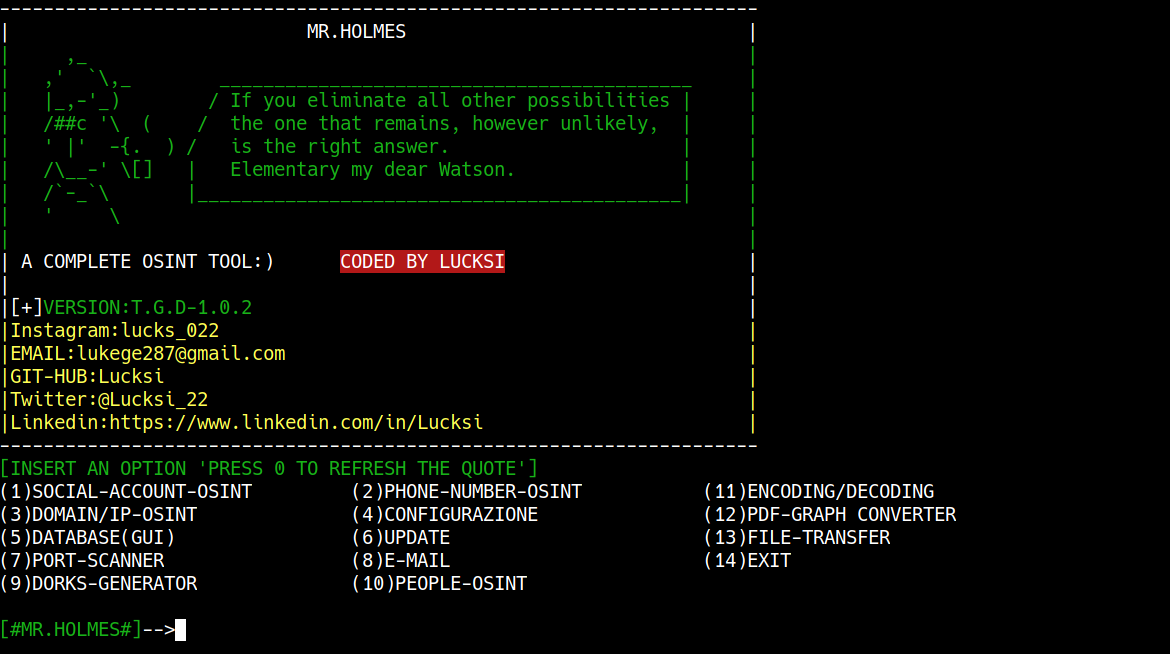 MR.HOLMES
If you eliminate all other possibilities
the one that remains, however unlikely,
is the right answer.
Elementary my dear Watson.
A COMPLETE OSINT TOOL:) CODED BY LUCKSI
[+]VERSION:T.G.D-1.0.2
Instagram:lucks_022
EMAIL:lukege287@gmail.com
GIT-HUB:Lucksi
Twitter:@Lucksi_22
Linkedin:https://www.linkedin.com/in/Lucksi
[INSERT AN OPTION 'PRESS 0 TO REFRESH THE QUOTE']
(1)SOCIAL-ACCOUNT-OSINT (2)PHONE-NUMBER-OSINT (11)ENCODING/DECODING
(3)DOMAIN/IP-OSINT (4)CONFIGURAZIONE (12)PDF-GRAPH CONVERTER
(5)DATABASE(GUI) (6)UPDATE (13)FILE-TRANSFER
(7)PORT-SCANNER (8)E-MAIL (14)EXIT
(9)DORKS-GENERATOR (10)PEOPLE-OSINT
[#MR.HOLMES#]-->